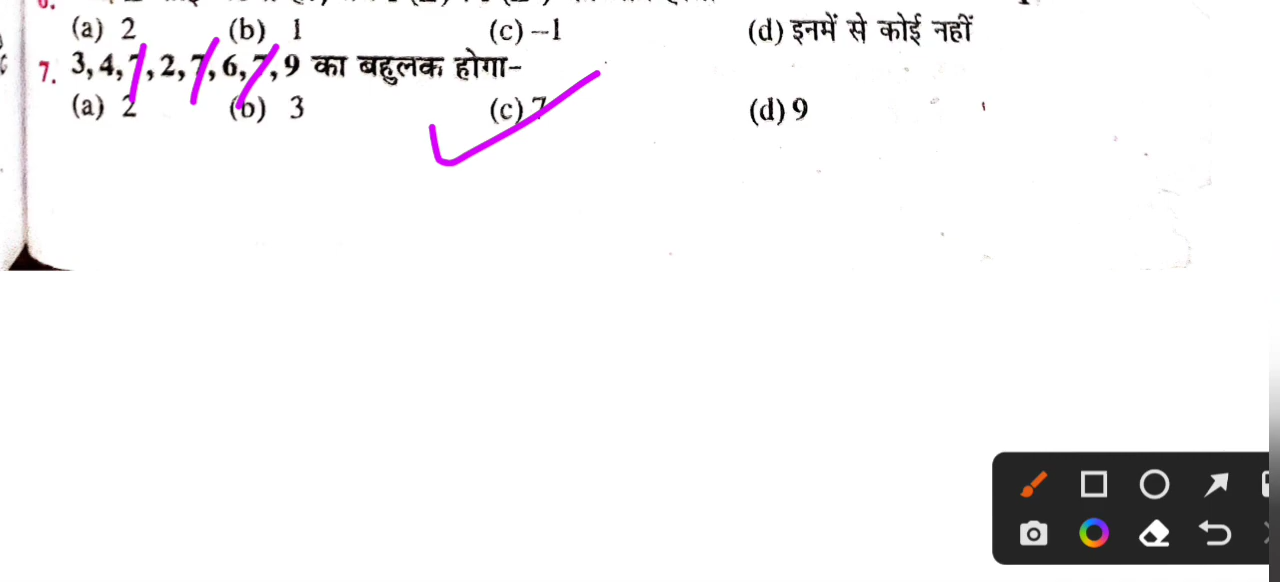 (a) 2 (b) 1 (c) –1 (d) इनमें से कोई नहीं
7. 3, 4, 7, 2, 7, 6, 7, 9 का बहुलक होगा–
(a) 2 (b) 3 (c) 7 (d) 9